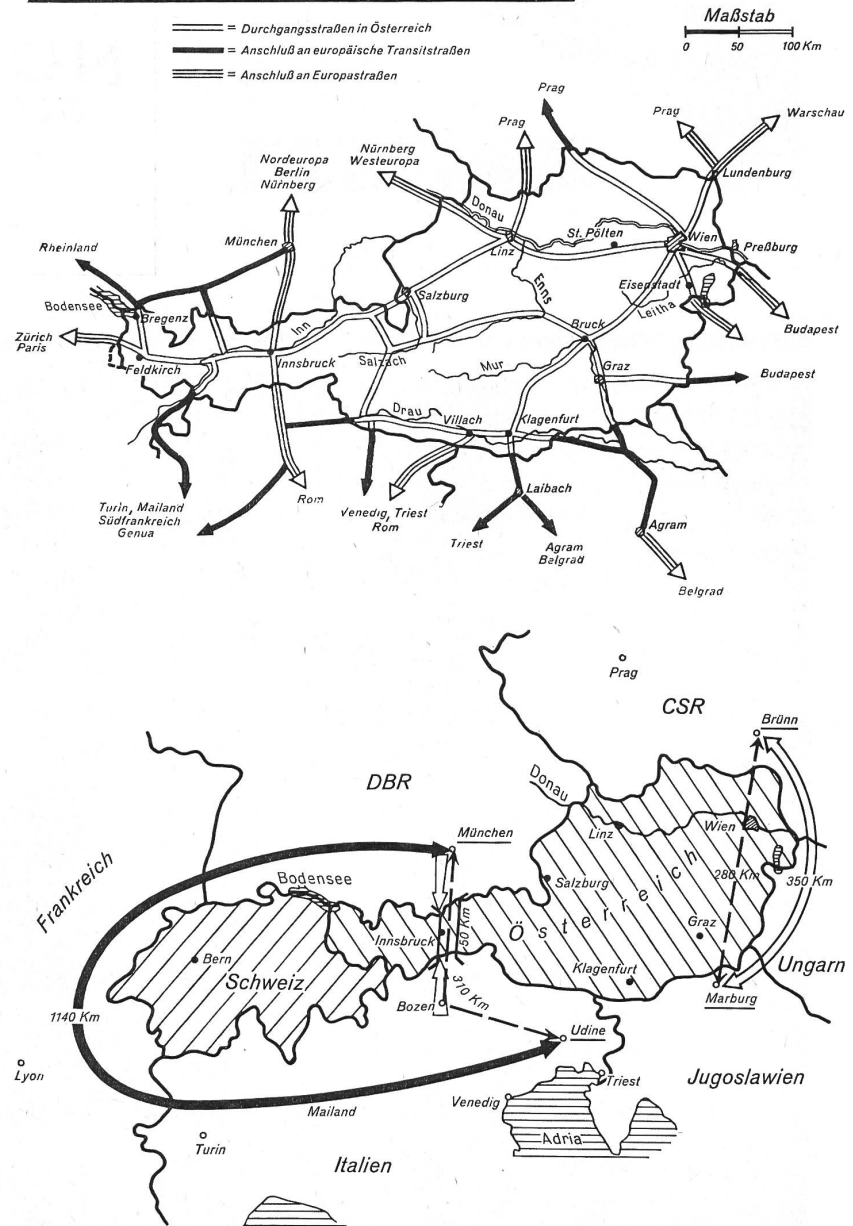 Maßstab
0 50 100 Km
= Durchgangsstraßen in Österreich
= Anschluß an europäische Transitstraßen
= Anschluß an Europastraßen
Prag
Prag
Prag
Warschau
Nordeuropa
Berlin
Nürnberg
Nürnberg
Westeuropa
Lundenburg
Donau
München
Linz
St. Pölten
Wien
Preßburg
Rheinland
Enns
Eisenstadt
Leitha
Bodensee
Bregenz
Inn
Salzburg
Budapest
Zürich
Paris
Feldkirch
Innsbruck
Salzach
Bruck
Mur
Graz
Budapest
Drau
Villach
Klagenfurt
Laibach
Rom
Turin, Mailand
Südfrankreich
Genua
Venedig, Triest
Rom
Triest
Agram
Belgrad
Agram
Belgrad
Prag
CSR
Brünn
DBR
Donau
München
Linz
Wien
Frankreich
Bodensee
Salzburg
280 Km
350 Km
Österreich
Innsbruck
50 Km
Graz
Bern
Schweiz
Klagenfurt
Ungarn
310 Km
Bozen
Marburg
1140 Km
Udine
Lyon
Triest
Jugoslawien
Mailand
Venedig
Adria
Turin
Italien